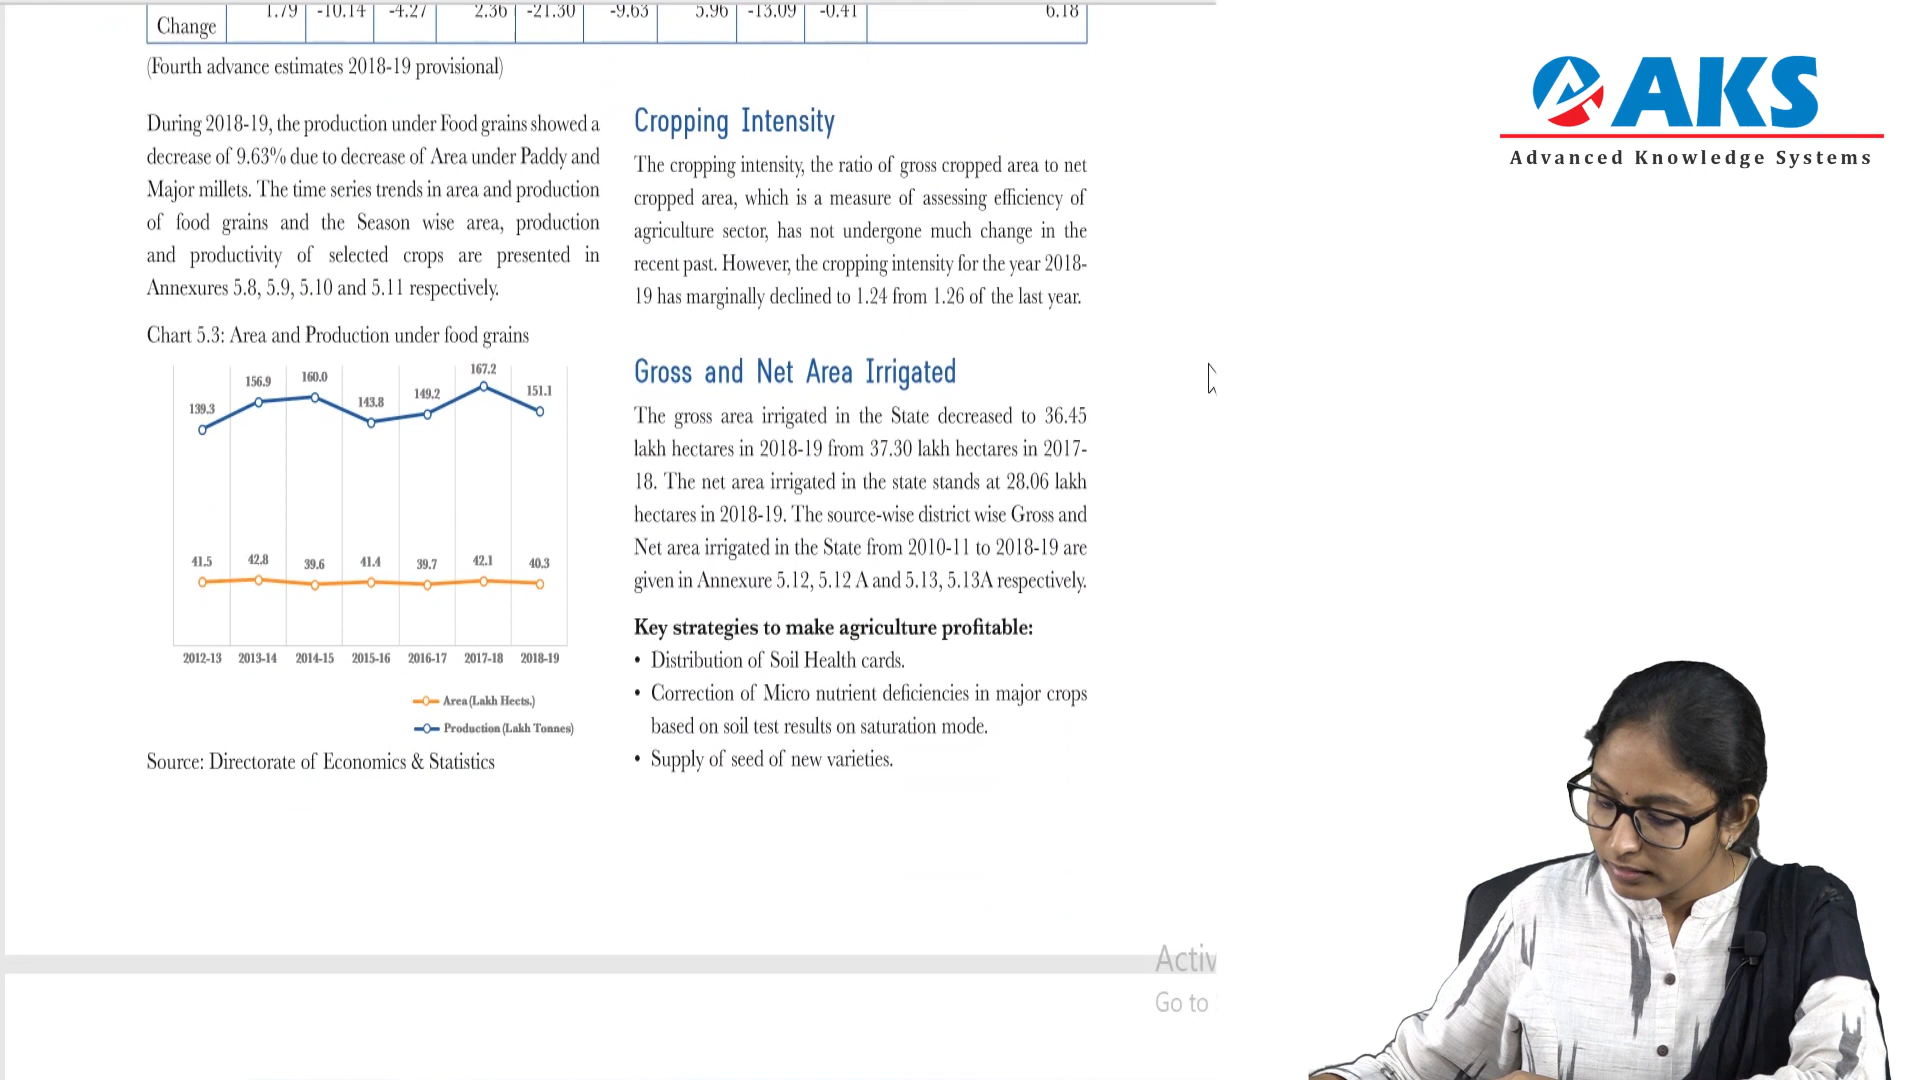 1.79 -10.14 -4.27 2.36 -21.30 -9.63 5.96 -13.09 -0.41 6.18
Change
(Fourth advance estimates 2018-19 provisional)
During 2018-19, the production under Food grains showed a
decrease of 9.63% due to decrease of Area under Paddy and
Major millets. The time series trends in area and production
of food grains and the Season wise area, production
and productivity of selected crops are presented in
Annexures 5.8, 5.9, 5.10 and 5.11 respectively.
Chart 5.3: Area and Production under food grains
139.3 156.9 160.0 143.8 149.2 167.2 151.1
41.5 42.8 39.6 41.4 39.7 42.1 40.3
2012-13 2013-14 2014-15 2015-16 2016-17 2017-18 2018-19
Area (Lakh Hects.)
Production (Lakh Tonnes)
Source: Directorate of Economics & Statistics
Cropping Intensity
The cropping intensity, the ratio of gross cropped area to net
cropped area, which is a measure of assessing efficiency of
agriculture sector, has not undergone much change in the
recent past. However, the cropping intensity for the year 2018-
19 has marginally declined to 1.24 from 1.26 of the last year.
Gross and Net Area Irrigated
The gross area irrigated in the State decreased to 36.45
lakh hectares in 2018-19 from 37.30 lakh hectares in 2017-
18. The net area irrigated in the state stands at 28.06 lakh
hectares in 2018-19. The source-wise district wise Gross and
Net area irrigated in the State from 2010-11 to 2018-19 are
given in Annexure 5.12, 5.12 A and 5.13, 5.13A respectively.
Key strategies to make agriculture profitable:
• Distribution of Soil Health cards.
• Correction of Micro nutrient deficiencies in major crops
based on soil test results on saturation mode.
• Supply of seed of new varieties.
AKS
Advanced Knowledge Systems
Activ
Go to